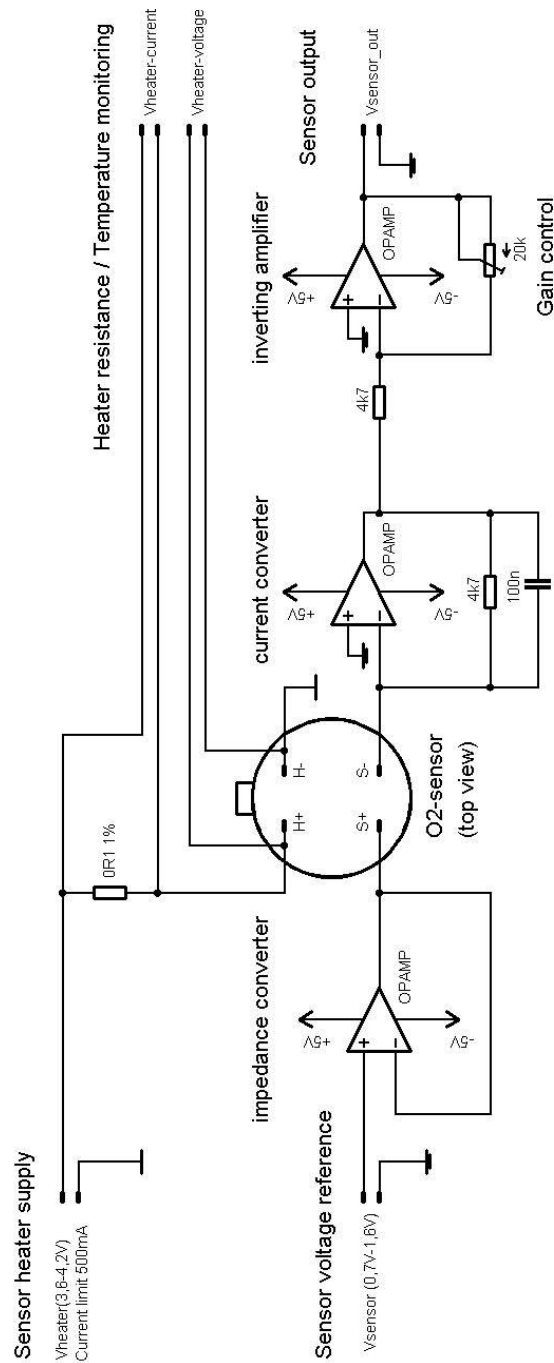 Sensor heater supply
Vheater(3,6-4,2V)
Current limit 500mA
0R1 1%
Heater resistance / Temperature monitoring
Vheater-current
Vheater-voltage
Sensor voltage reference
Vsensor (0,7V-1,6V)
impedance converter
+5V
+
−
-5V
OPAMP
H+
H-
S+
S-
O2-sensor
(top view)
current converter
+5V
+
−
-5V
OPAMP
4k7
100n
4k7
inverting amplifier
+5V
+
−
-5V
OPAMP
20k
Gain control
Sensor output
Vsensor_out